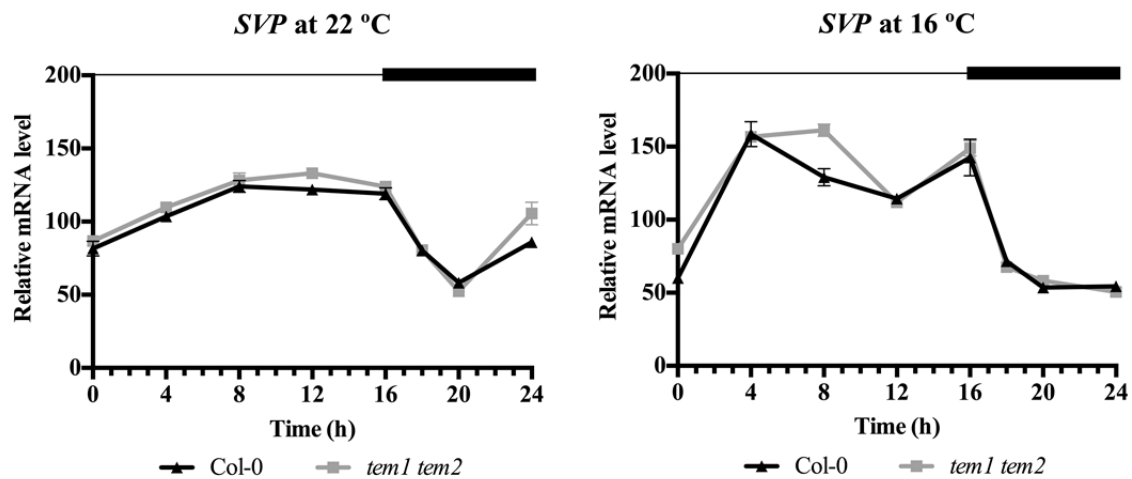 SVP at 22 ºC
200
150
100
50
0
Relative mRNA level
0 4 8 12 16 20 24
Time (h)
Col-0 tem1 tem2
SVP at 16 ºC
200
150
100
50
0
Relative mRNA level
0 4 8 12 16 20 24
Time (h)
Col-0 tem1 tem2